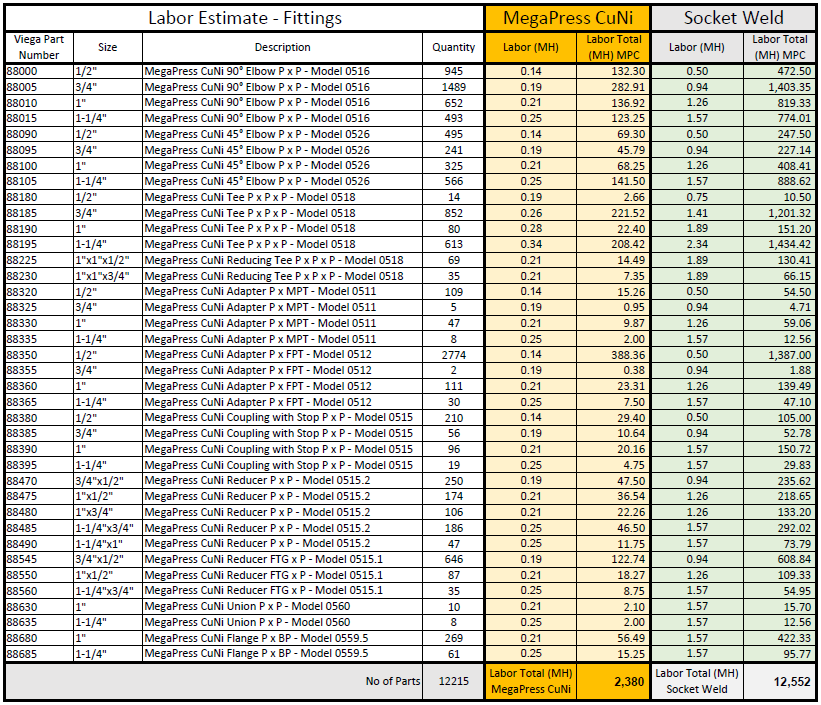 Labor Estimate - Fittings MegaPress CuNi Socket Weld
Viega Part Number Size Description Quantity Labor (MH) Labor Total (MH) MPC Labor (MH) Labor Total (MH) MPC
88000 1/2" MegaPress CuNi 90° Elbow P x P - Model 0516 945 0.14 132.30 0.50 472.50
88005 3/4" MegaPress CuNi 90° Elbow P x P - Model 0516 1489 0.19 282.91 0.94 1,403.35
88010 1" MegaPress CuNi 90° Elbow P x P - Model 0516 652 0.21 136.92 1.26 819.33
88015 1-1/4" MegaPress CuNi 90° Elbow P x P - Model 0516 493 0.25 123.25 1.57 774.01
88090 1/2" MegaPress CuNi 45° Elbow P x P - Model 0526 495 0.14 69.30 0.50 247.50
88095 3/4" MegaPress CuNi 45° Elbow P x P - Model 0526 241 0.19 45.79 0.94 227.14
88100 1" MegaPress CuNi 45° Elbow P x P - Model 0526 325 0.21 68.25 1.26 408.41
88105 1-1/4" MegaPress CuNi 45° Elbow P x P - Model 0526 566 0.25 141.50 1.57 888.62
88180 1/2" MegaPress CuNi Tee P x P x P - Model 0518 14 0.19 2.66 0.75 10.50
88185 3/4" MegaPress CuNi Tee P x P x P - Model 0518 852 0.26 221.52 1.41 1,201.32
88190 1" MegaPress CuNi Tee P x P x P - Model 0518 80 0.28 22.40 1.89 151.20
88195 1-1/4" MegaPress CuNi Tee P x P x P - Model 0518 613 0.34 208.42 2.34 1,434.42
88225 1"x1"x1/2" MegaPress CuNi Reducing Tee P x P x P - Model 0518 69 0.21 14.49 1.89 130.41
88230 1"x1"x3/4" MegaPress CuNi Reducing Tee P x P x P - Model 0518 35 0.21 7.35 1.89 66.15
88320 1/2" MegaPress CuNi Adapter P x MPT - Model 0511 109 0.14 15.26 0.50 54.50
88325 3/4" MegaPress CuNi Adapter P x MPT - Model 0511 5 0.19 0.95 0.94 4.71
88330 1" MegaPress CuNi Adapter P x MPT - Model 0511 47 0.21 9.87 1.26 59.06
88335 1-1/4" MegaPress CuNi Adapter P x MPT - Model 0511 8 0.25 2.00 1.57 12.56
88350 1/2" MegaPress CuNi Adapter P x FPT - Model 0512 2774 0.14 388.36 0.50 1,387.00
88355 3/4" MegaPress CuNi Adapter P x FPT - Model 0512 2 0.19 0.38 0.94 1.88
88360 1" MegaPress CuNi Adapter P x FPT - Model 0512 111 0.21 23.31 1.26 139.49
88365 1-1/4" MegaPress CuNi Adapter P x FPT - Model 0512 30 0.25 7.50 1.57 47.10
88380 1/2" MegaPress CuNi Coupling with Stop P x P - Model 0515 210 0.14 29.40 0.50 105.00
88385 3/4" MegaPress CuNi Coupling with Stop P x P - Model 0515 56 0.19 10.64 0.94 52.78
88390 1" MegaPress CuNi Coupling with Stop P x P - Model 0515 96 0.21 20.16 1.57 150.72
88395 1-1/4" MegaPress CuNi Coupling with Stop P x P - Model 0515 19 0.25 4.75 1.57 29.83
88470 3/4"x1/2" MegaPress CuNi Reducer P x P - Model 0515.2 250 0.19 47.50 0.94 235.62
88475 1"x1/2" MegaPress CuNi Reducer P x P - Model 0515.2 174 0.21 36.54 1.26 218.65
88480 1"x3/4" MegaPress CuNi Reducer P x P - Model 0515.2 106 0.21 22.26 1.26 133.20
88485 1-1/4"x3/4" MegaPress CuNi Reducer P x P - Model 0515.2 186 0.25 46.50 1.57 292.02
88490 1-1/4"x1" MegaPress CuNi Reducer P x P - Model 0515.2 47 0.25 11.75 1.57 73.79
88545 3/4"x1/2" MegaPress CuNi Reducer FTG x P - Model 0515.1 646 0.19 122.74 0.94 608.84
88550 1"x1/2" MegaPress CuNi Reducer FTG x P - Model 0515.1 87 0.21 18.27 1.26 109.33
88560 1-1/4"x3/4" MegaPress CuNi Reducer FTG x P - Model 0515.1 35 0.25 8.75 1.57 54.95
88630 1" MegaPress CuNi Union P x P - Model 0560 10 0.21 2.10 1.57 15.70
88635 1-1/4" MegaPress CuNi Union P x P - Model 0560 8 0.25 2.00 1.57 12.56
88680 1" MegaPress CuNi Flange P x BP - Model 0559.5 269 0.21 56.49 1.57 422.33
88685 1-1/4" MegaPress CuNi Flange P x BP - Model 0559.5 61 0.25 15.25 1.57 95.77
No of Parts 12215 Labor Total (MH) MegaPress CuNi 2,380 Labor Total (MH) Socket Weld 12,552